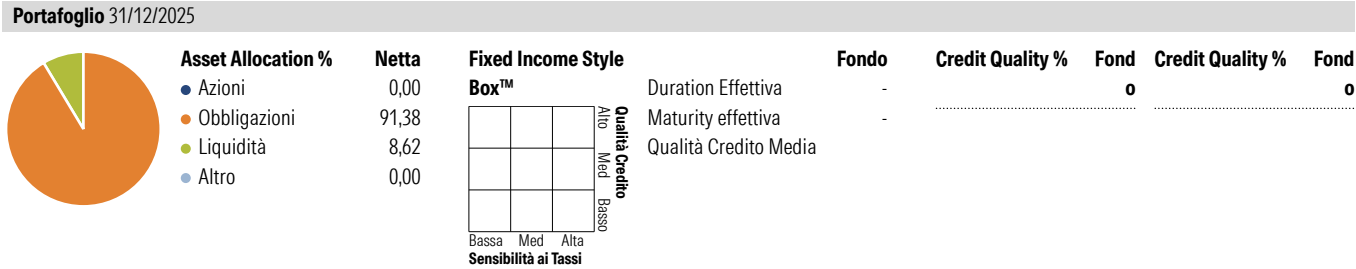 Portafoglio 31/12/2025
Asset Allocation % Netta
Azioni 0,00
Obbligazioni 91,38
Liquidità 8,62
Altro 0,00
Fixed Income Style
Box™
Alto Med Basso
Qualità Credito
Bassa Med Alta
Sensibilità ai Tassi
Fondo
Duration Effettiva -
Maturity effettiva -
Qualità Credito Media
Credit Quality % Fond
o
Credit Quality % Fond
o